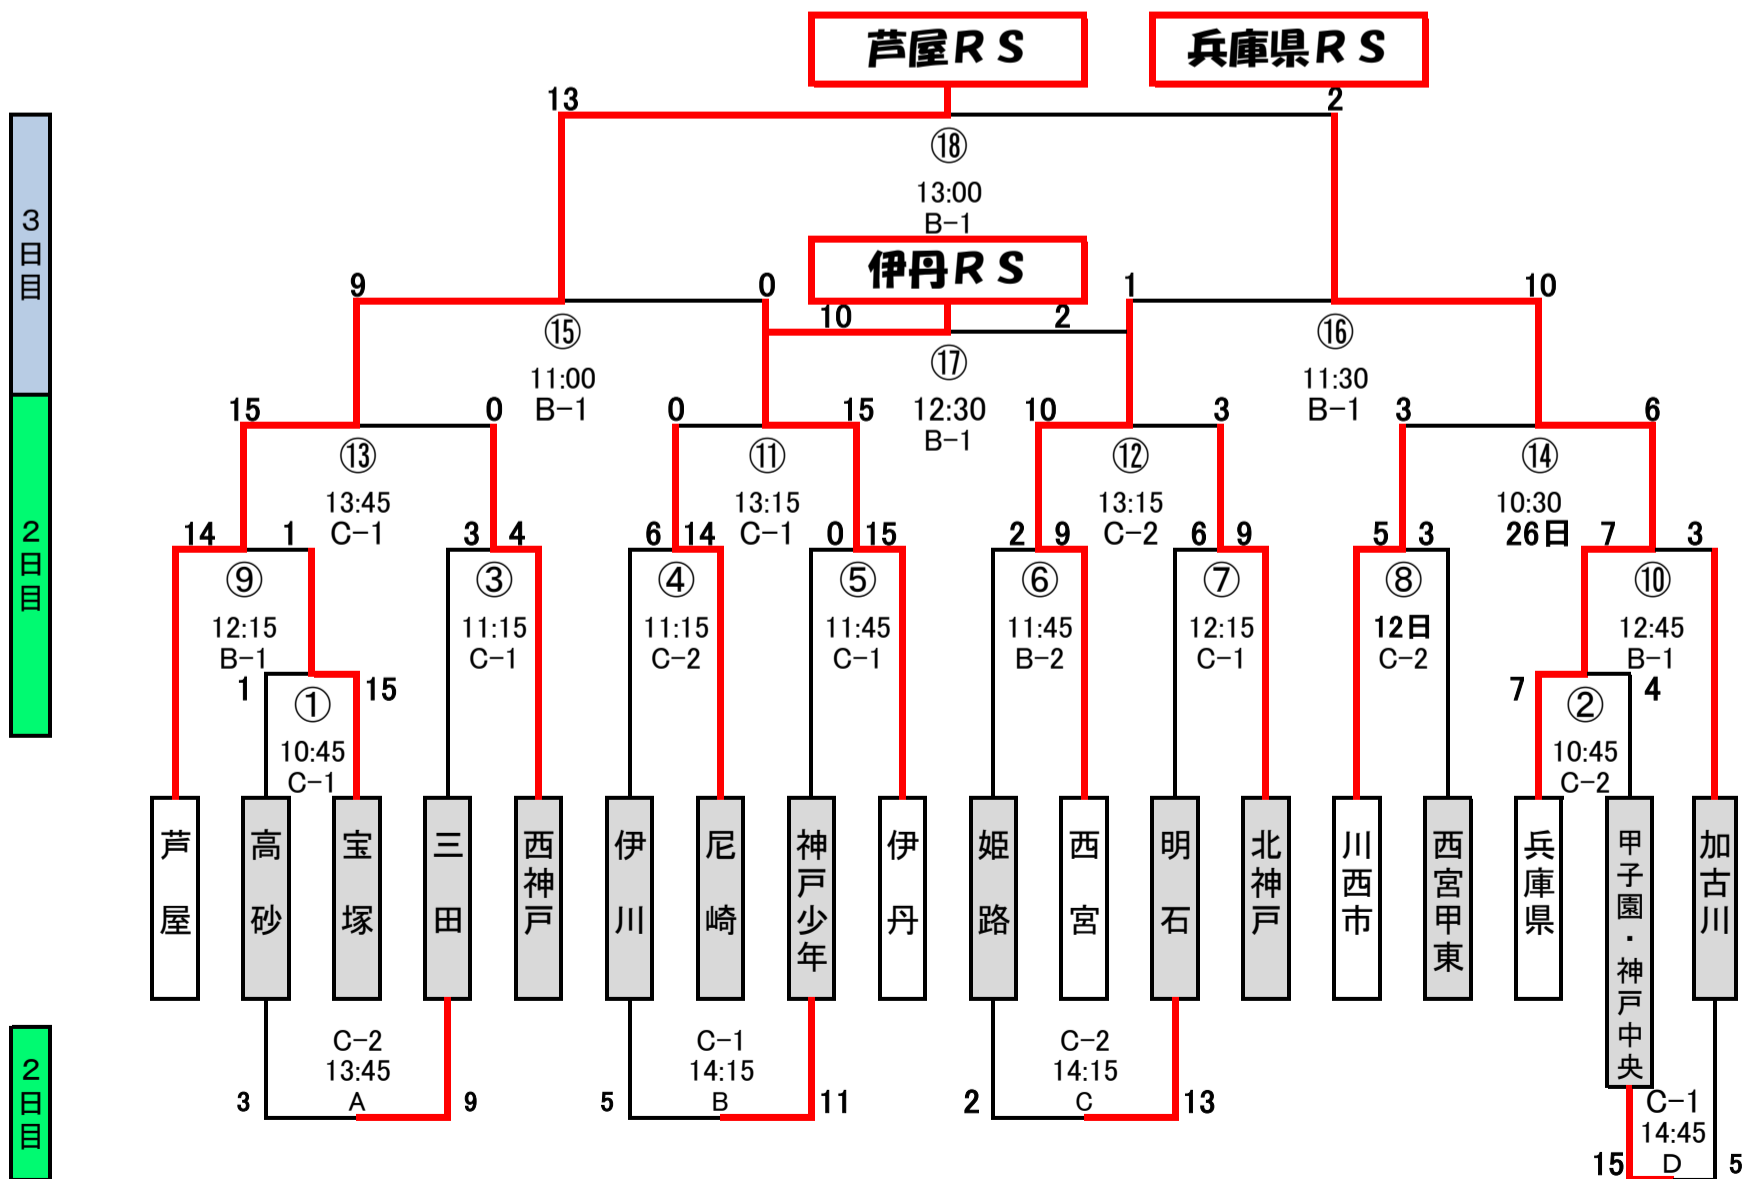 芦屋ＲＳ
兵庫県ＲＳ
13
2
⑱
13:00
B-1
3日目
伊丹ＲＳ
9
0
10
2
1
10
⑮
11:00
B-1
⑰
12:30
B-1
⑯
11:30
B-1
2日目
15
0
0
15
10
3
3
6
⑬
13:45
C-1
⑪
13:15
C-1
⑫
13:15
C-2
⑭
10:30
26日
14
1
3
4
6
14
0
15
2
9
6
9
5
3
7
3
⑨
12:15
B-1
③
11:15
C-1
④
11:15
C-2
⑤
11:45
C-1
⑥
11:45
B-2
⑦
12:15
C-1
⑧
12日
C-2
⑩
12:45
B-1
1
15
①
10:45
C-1
7
4
②
10:45
C-2
芦屋
高砂
宝塚
三田
西神戸
伊川
尼崎
神戸少年
伊丹
姫路
西宮
明石
北神戸
川西市
西宮甲東
兵庫県
甲子園・神戸中央
加古川
2日目
C-2
13:45
3
A
9
C-1
14:15
5
B
11
C-2
14:15
2
C
13
C-1
14:45
15
D
5